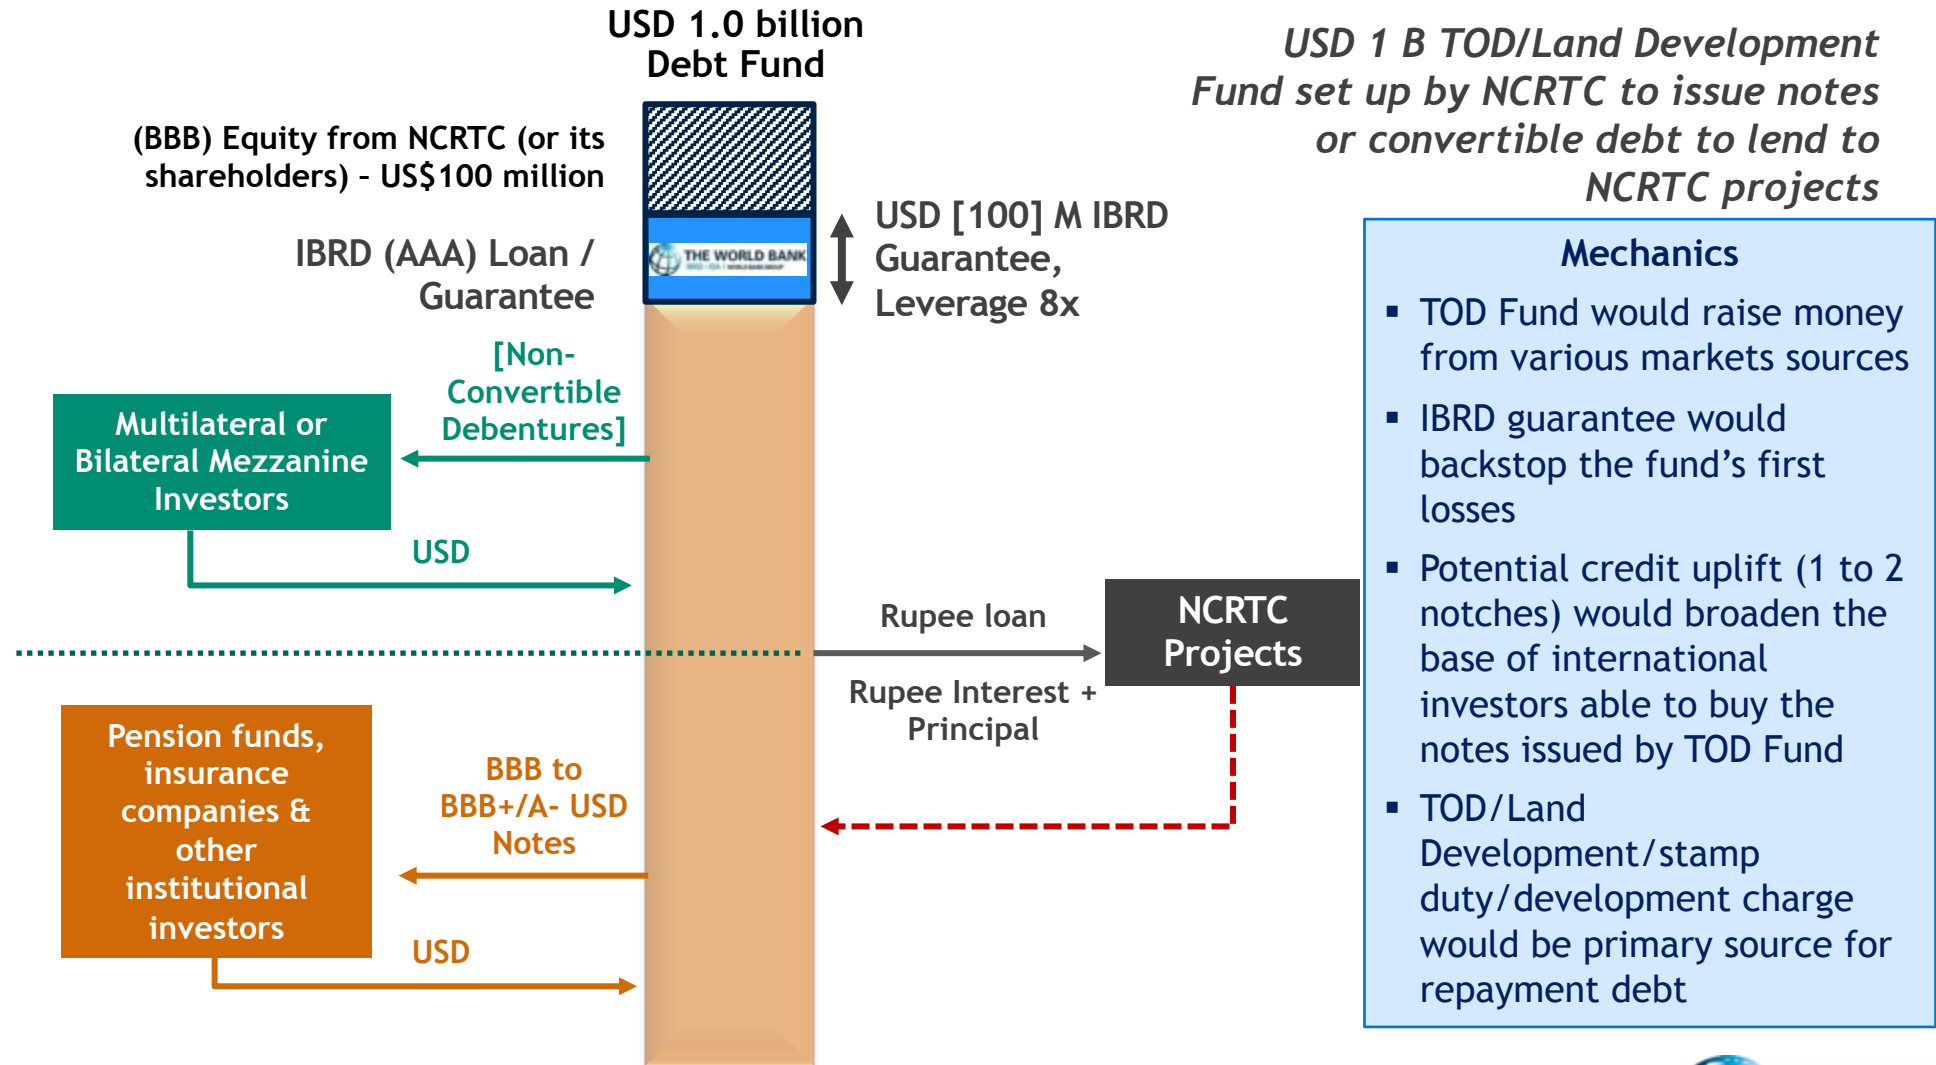 USD 1.0 billion
Debt Fund
USD 1 B TOD/Land Development
Fund set up by NCRTC to issue notes
or convertible debt to lend to
NCRTC projects
(BBB) Equity from NCRTC (or its
shareholders) – US$100 million
IBRD (AAA) Loan /
Guarantee
THE WORLD BANK
IBRD • IDA | WORLD BANK GROUP
USD [100] M IBRD
Guarantee,
Leverage 8x
[Non-
Convertible
Debentures]
Multilateral or
Bilateral Mezzanine
Investors
USD
Rupee loan
NCRTC
Projects
Rupee Interest +
Principal
Pension funds,
insurance
companies &
other
institutional
investors
BBB to
BBB+/A- USD
Notes
USD
Mechanics
▪ TOD Fund would raise money
from various markets sources
▪ IBRD guarantee would
backstop the fund’s first
losses
▪ Potential credit uplift (1 to 2
notches) would broaden the
base of international
investors able to buy the
notes issued by TOD Fund
▪ TOD/Land
Development/stamp
duty/development charge
would be primary source for
repayment debt